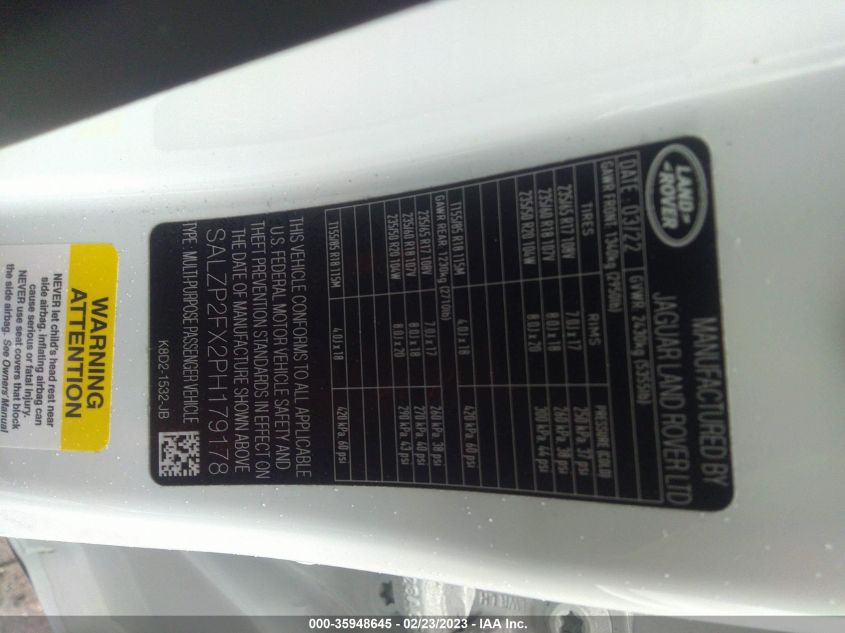 LAND
ROVER
MANUFACTURED BY
JAGUAR LAND ROVER LTD
DATE: 03/22 GVWR: 2430kg (5355lb)
GAWR FRONT: 1340kg (2950lb)
TIRES RIMS PRESSURE (COLD)
235/65 R17 108V 7.0J x 17 250 kPa, 37 psi
235/60 R18 107V 8.0J x 18 260 kPa, 38 psi
235/50 R20 104W 8.0J x 20 300 kPa, 44 psi
T155/85 R18 115M 4.0J x 18 420 kPa, 60 psi
GAWR REAR: 1230kg (2710lb)
235/65 R17 108V 7.0J x 17 260 kPa, 38 psi
235/60 R18 107V 8.0J x 18 270 kPa, 40 psi
235/50 R20 104W 8.0J x 20 290 kPa, 43 psi
T155/85 R18 115M 4.0J x 18 420 kPa, 60 psi
THIS VEHICLE CONFORMS TO ALL APPLICABLE
U.S. FEDERAL MOTOR VEHICLE SAFETY AND
THEFT PREVENTION STANDARDS IN EFFECT ON
THE DATE OF MANUFACTURE SHOWN ABOVE
SALZP2FX2PH179178
TYPE: MULTI-PURPOSE PASSENGER VEHICLE
K8D2-1532-JB
WARNING
ATTENTION
NEVER let child's head rest near
side airbag, inflating airbag can
cause serious or fatal injury.
NEVER use seat covers that block
the side airbag. See Owners' Manual
LWR LH
000-35948645 / 02/23/2023 / IAA Inc.